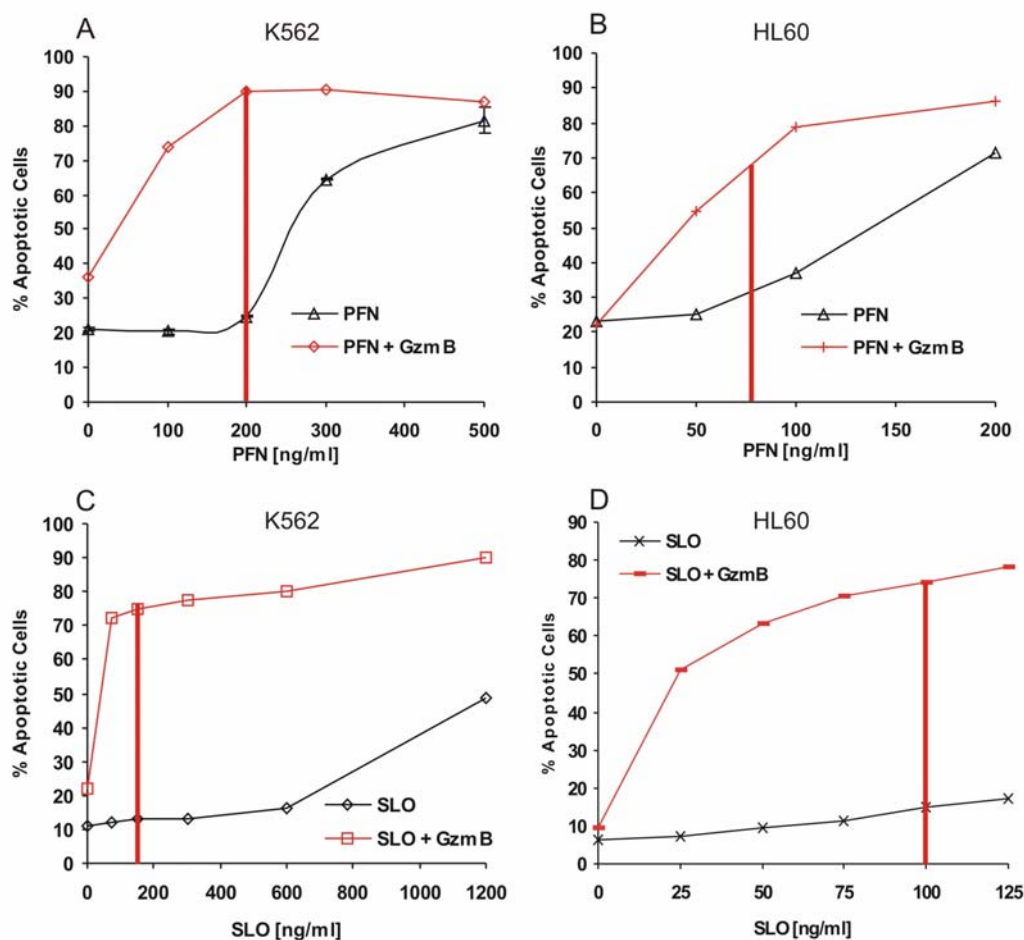 A
K562
% Apoptotic Cells
100
90
80
70
60
50
40
30
20
10
0
PFN
PFN + Gzm B
0 100 200 300 400 500
PFN [ng/ml]
B
HL60
% Apoptotic Cells
100
90
80
70
60
50
40
30
20
10
0
PFN
PFN + Gzm B
0 50 100 150 200
PFN [ng/ml]
C
K562
% Apoptotic Cells
100
90
80
70
60
50
40
30
20
10
0
SLO
SLO + Gzm B
0 200 400 600 800 1000 1200
SLO [ng/ml]
D
HL60
% Apoptotic Cells
90
80
70
60
50
40
30
20
10
0
SLO
SLO + Gzm B
0 25 50 75 100 125
SLO [ng/ml]